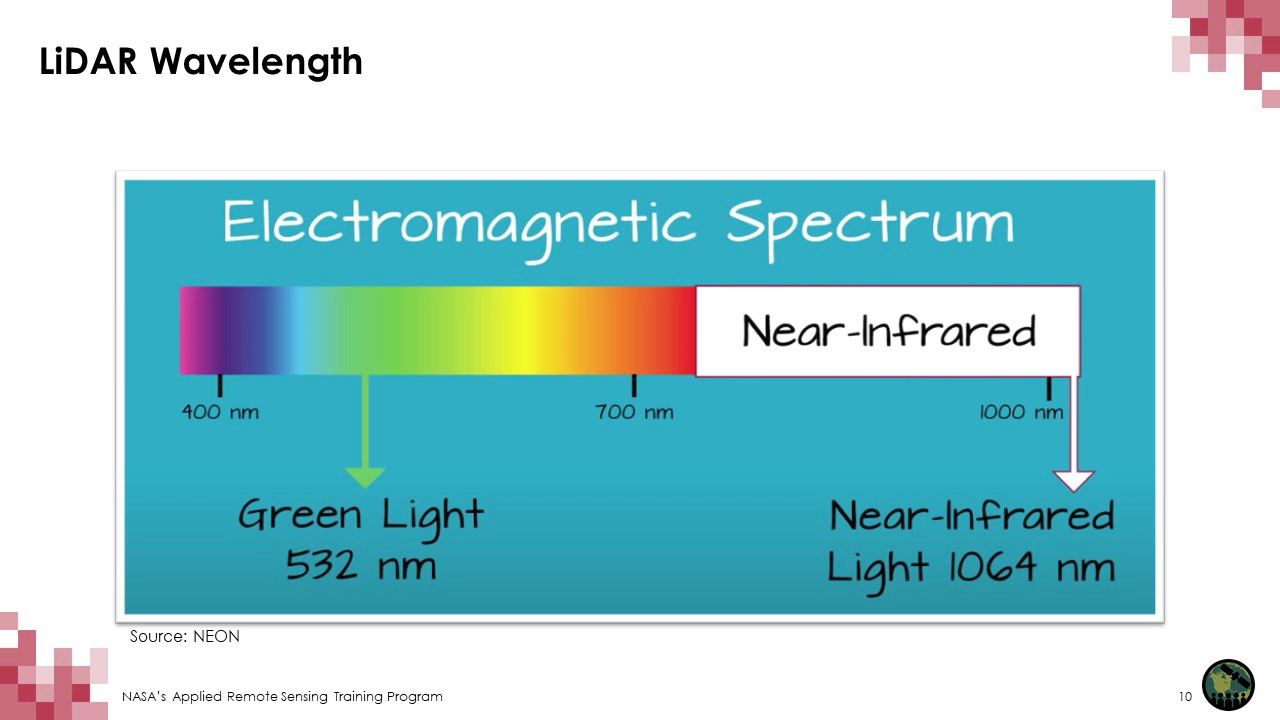 LiDAR Wavelength
Electromagnetic Spectrum
Near-Infrared
400 nm
700 nm
1000 nm
Green Light
532 nm
Near-Infrared
Light 1064 nm
Source: NEON
NASA's Applied Remote Sensing Training Program
10